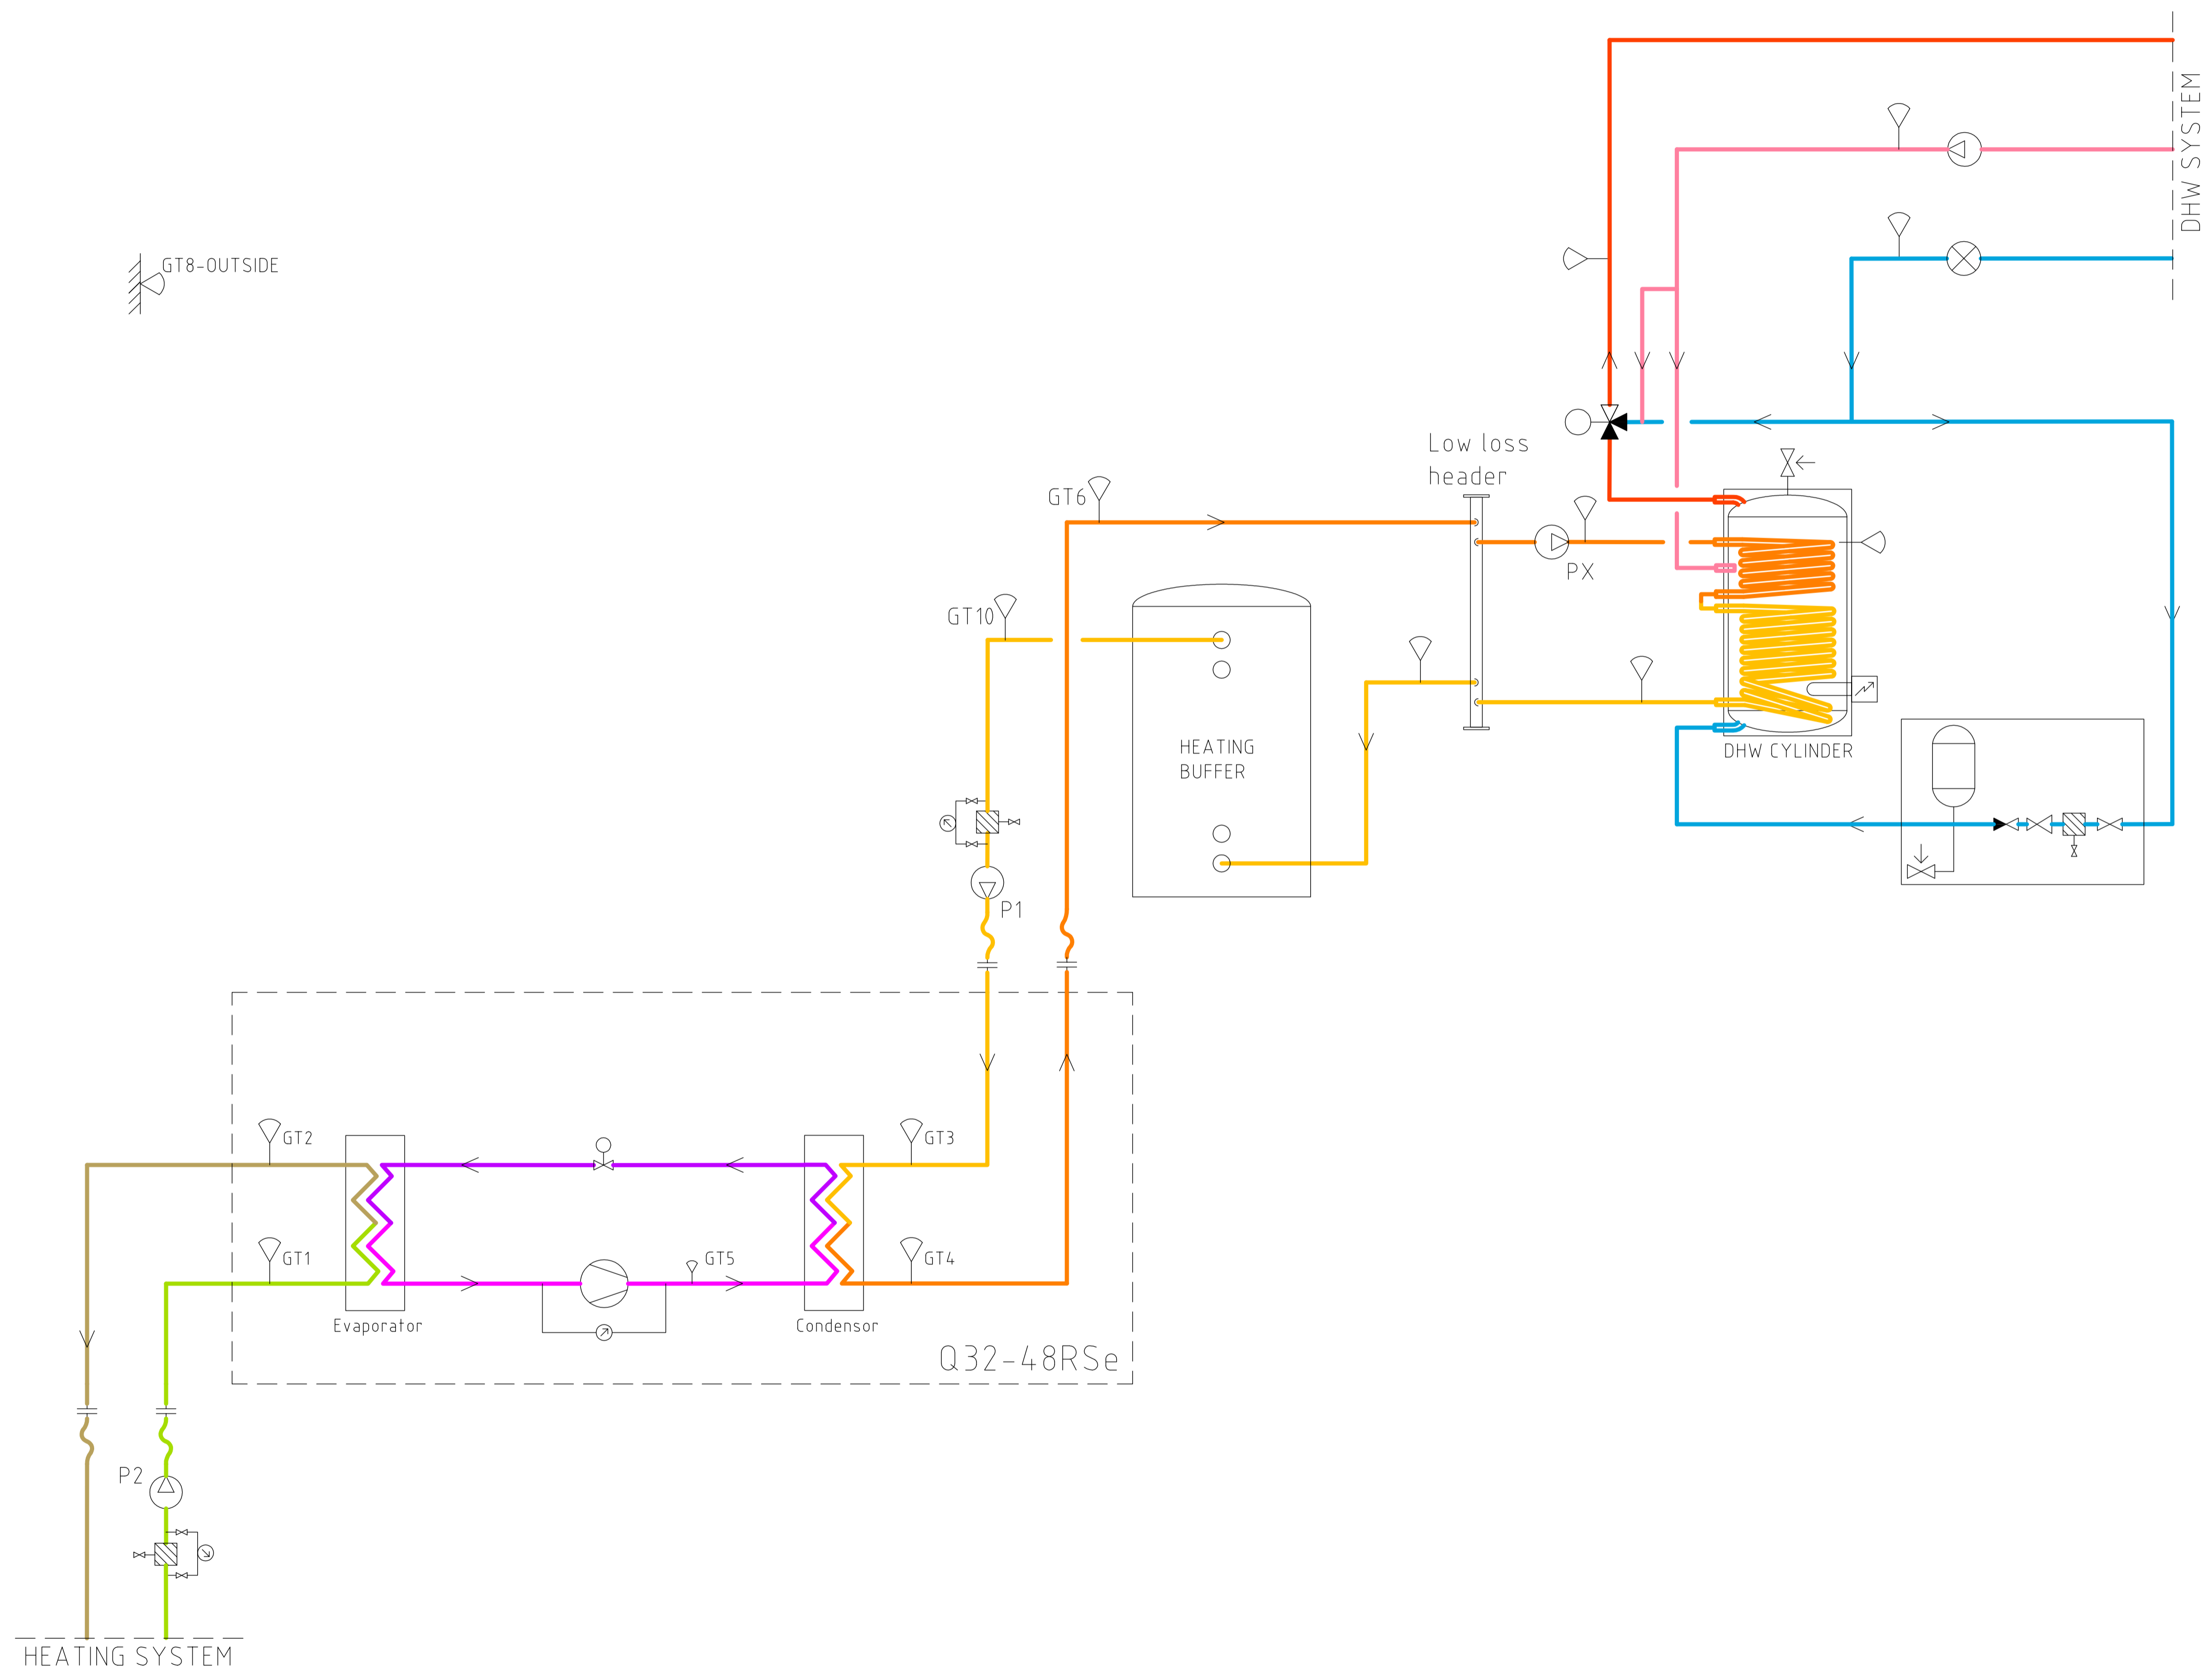 DHW SYSTEM
GT8-OUTSIDE
Low loss
header
GT6
PX
GT10
HEATING
BUFFER
DHW CYLINDER
P1
GT2
GT3
GT1
GT5
GT4
Evaporator
Condensor
Q32-48RSe
P2
HEATING SYSTEM